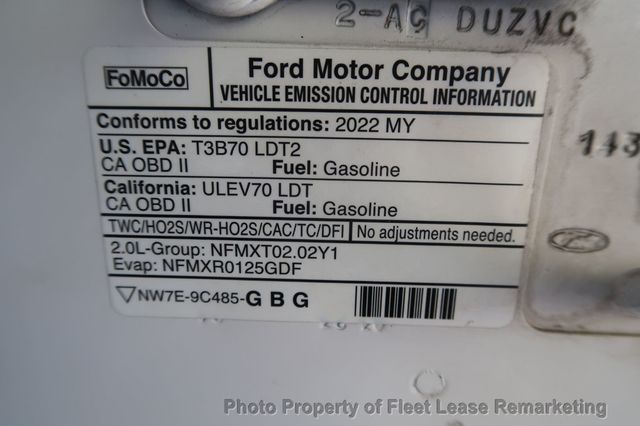 2-AC DUZVC
FoMoCo
Ford Motor Company
VEHICLE EMISSION CONTROL INFORMATION
Conforms to regulations: 2022 MY
U.S. EPA: T3B70 LDT2
CA OBD II Fuel: Gasoline
California: ULEV70 LDT
CA OBD II Fuel: Gasoline
TWC/HO2S/WR-HO2S/CAC/TC/DFI No adjustments needed.
2.0L-Group: NFMXT02.02Y1
Evap: NFMXR0125GDF
NW7E-9C485-G B G
143
Photo Property of Fleet Lease Remarketing